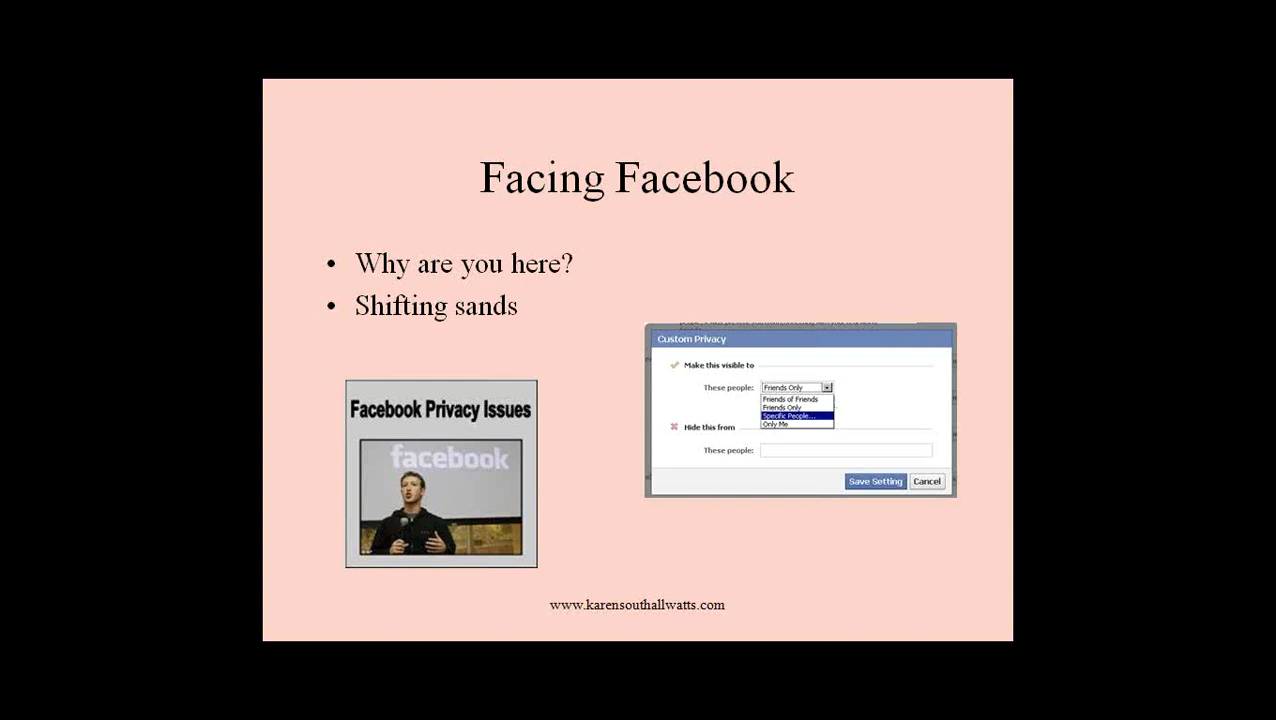 Facing Facebook
• Why are you here?
• Shifting sands
Facebook Privacy Issues
facebook
Custom Privacy
Make this visible to
These people: Friends Only
Friends of Friends
Friends Only
Specific People...
Only Me
Hide this from
These people:
Save Setting Cancel
www.karensouthallwatts.com